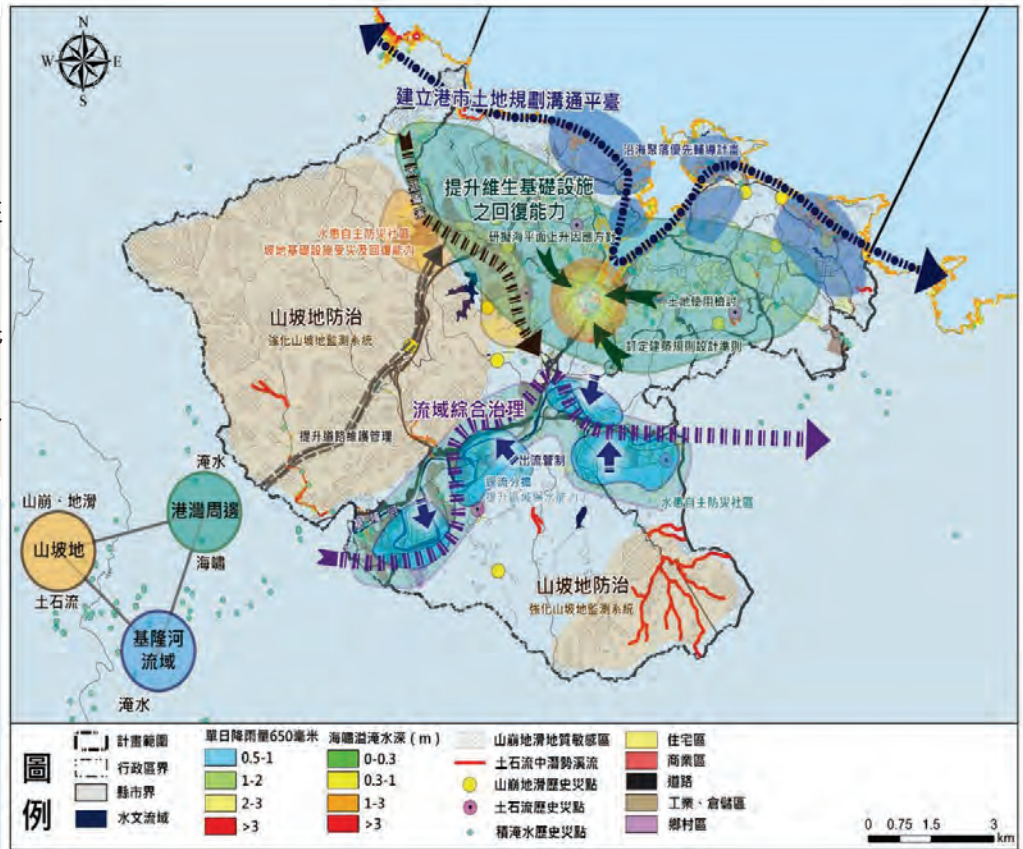 N
W
E
S
建立港市土地規劃溝通平臺
沿海聚落優先輔導計畫
提升維生基礎設施
之回復能力
研擬海平面上升因應方針
水患自主防災社區
坡地基礎設施受災及回復能力
土地使用檢討
山坡地防治
強化山坡地監測系統
訂定建築規則設計準則
流域綜合治理
提升道路維護管理
出流管制
逕流分擔
水患自主防災社區
淹水
山崩、地滑
港灣周邊
山坡地
海嘯
土石流
基隆河
流域
淹水
山坡地防治
強化山坡地監測系統
圖例
計畫範圍
行政區界
縣市界
水文流域
單日降雨量650毫米
0.5-1
1-2
2-3
>3
海嘯溢淹水深(m)
0-0.3
0.3-1
1-3
>3
山崩地滑地質敏感區
土石流中潛勢溪流
山崩地滑歷史災點
土石流歷史災點
積淹水歷史災點
住宅區
商業區
道路
工業、倉儲區
鄉村區
0 0.75 1.5 3
km